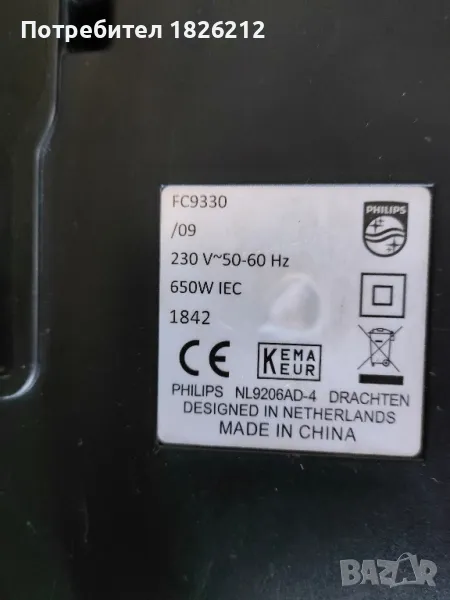 Потребител 1826212
FC9330
/09
230 V~50-60 Hz
650W IEC
1842
PHILIPS
CE
KEMA
KEUR
PHILIPS NL9206AD-4 DRACHTEN
DESIGNED IN NETHERLANDS
MADE IN CHINA
BAZAR